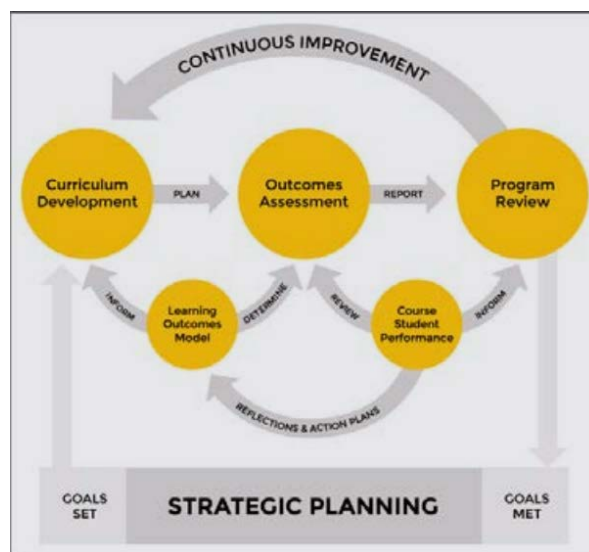 CONTINUOUS IMPROVEMENT
Curriculum
Development
PLAN
Outcomes
Assessment
REPORT
Program
Review
INFORM
Learning
Outcomes
Model
DETERMINE
REVIEW
Course
Student
Performance
INFORM
REFLECTIONS & ACTION PLANS
GOALS
SET
STRATEGIC PLANNING
GOALS
MET